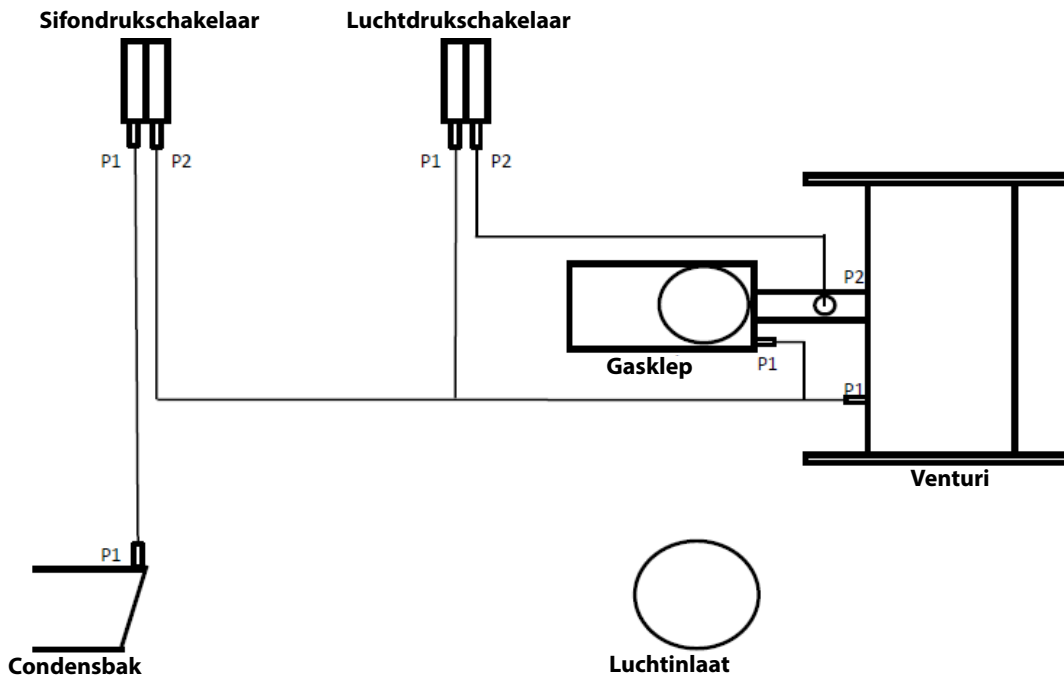 Sifondrukschakelaar
Luchtdrukschakelaar
P1
P2
P1
P2
P2
Gasklep
P1
P1
Venturi
P1
Condensbak
Luchtinlaat